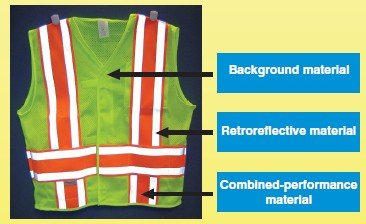 Background material
Retroreflective material
Combined-performance
material